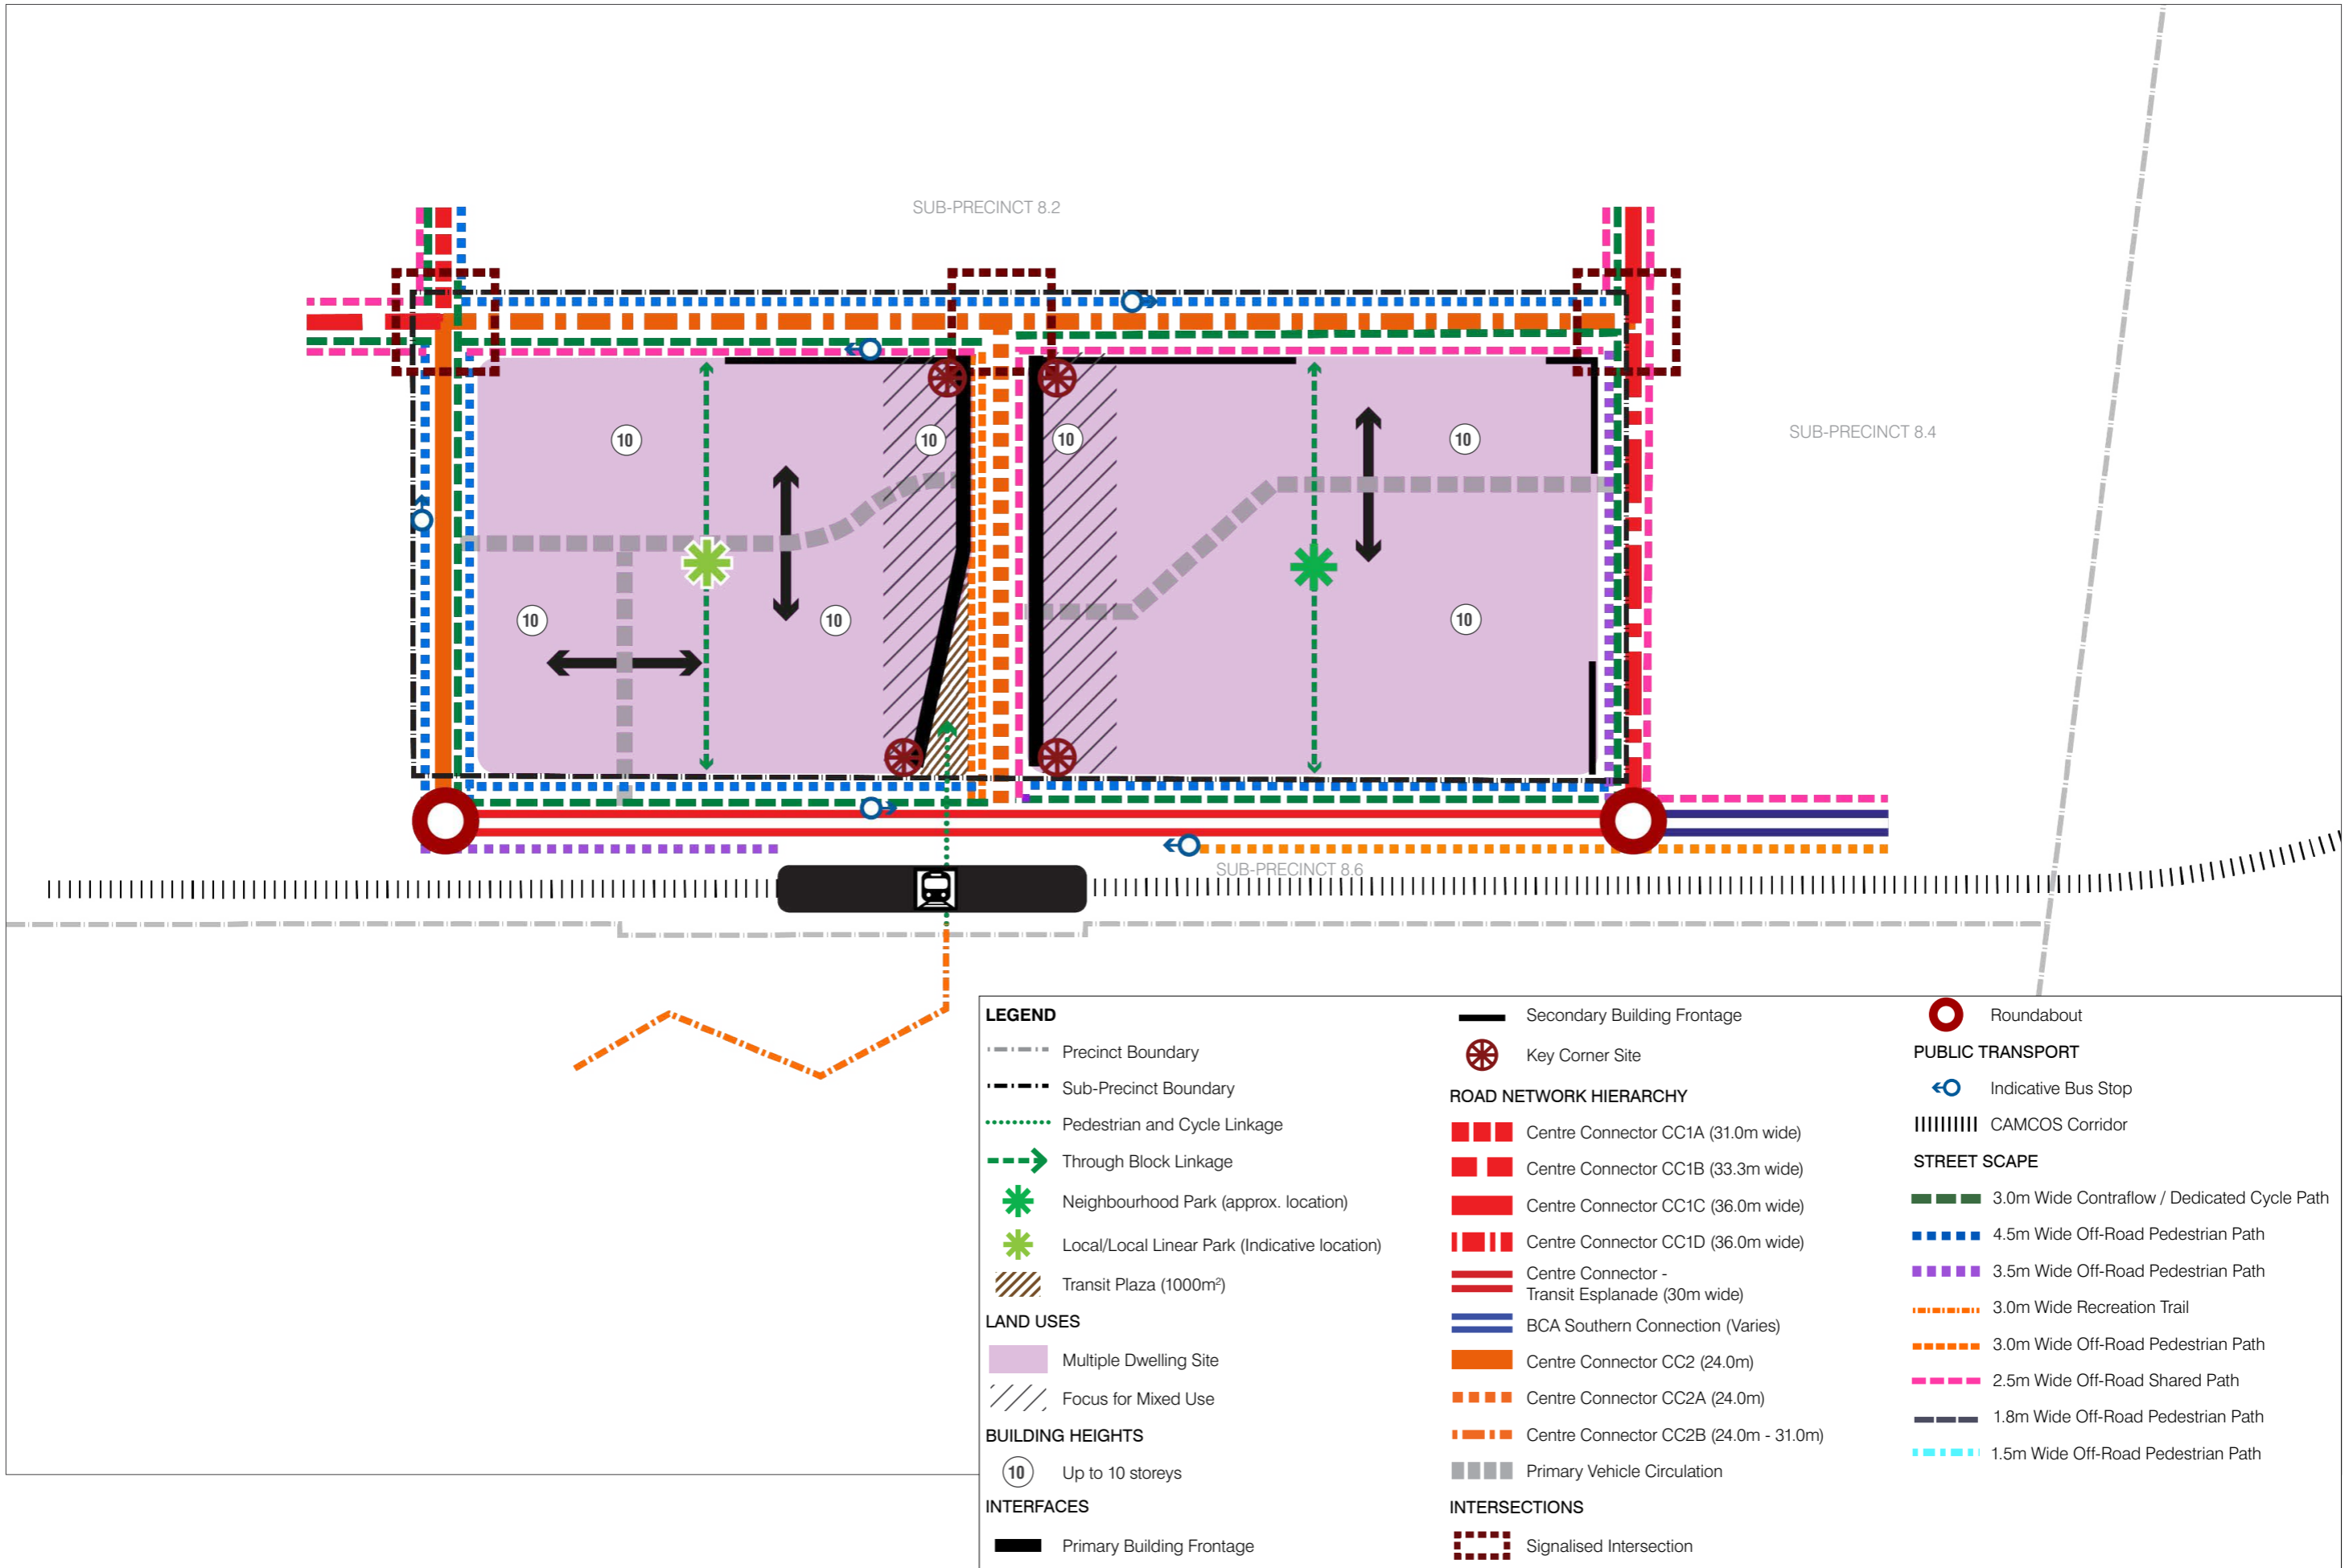 SUB-PRECINCT 8.2
10
10
10
10
SUB-PRECINCT 8.4
10
10
10
SUB-PRECINCT 8.6
LEGEND
Precinct Boundary
Sub-Precinct Boundary
Pedestrian and Cycle Linkage
Through Block Linkage
Neighbourhood Park (approx. location)
Local/Local Linear Park (Indicative location)
Transit Plaza (1000m²)
LAND USES
Multiple Dwelling Site
Focus for Mixed Use
BUILDING HEIGHTS
10 Up to 10 storeys
INTERFACES
Primary Building Frontage
Secondary Building Frontage
Key Corner Site
ROAD NETWORK HIERARCHY
Centre Connector CC1A (31.0m wide)
Centre Connector CC1B (33.3m wide)
Centre Connector CC1C (36.0m wide)
Centre Connector CC1D (36.0m wide)
Centre Connector -
Transit Esplanade (30m wide)
BCA Southern Connection (Varies)
Centre Connector CC2 (24.0m)
Centre Connector CC2A (24.0m)
Centre Connector CC2B (24.0m - 31.0m)
Primary Vehicle Circulation
INTERSECTIONS
Signalised Intersection
Roundabout
PUBLIC TRANSPORT
Indicative Bus Stop
CAMCOS Corridor
STREET SCAPE
3.0m Wide Contraflow / Dedicated Cycle Path
4.5m Wide Off-Road Pedestrian Path
3.5m Wide Off-Road Pedestrian Path
3.0m Wide Recreation Trail
3.0m Wide Off-Road Pedestrian Path
2.5m Wide Off-Road Shared Path
1.8m Wide Off-Road Pedestrian Path
1.5m Wide Off-Road Pedestrian Path